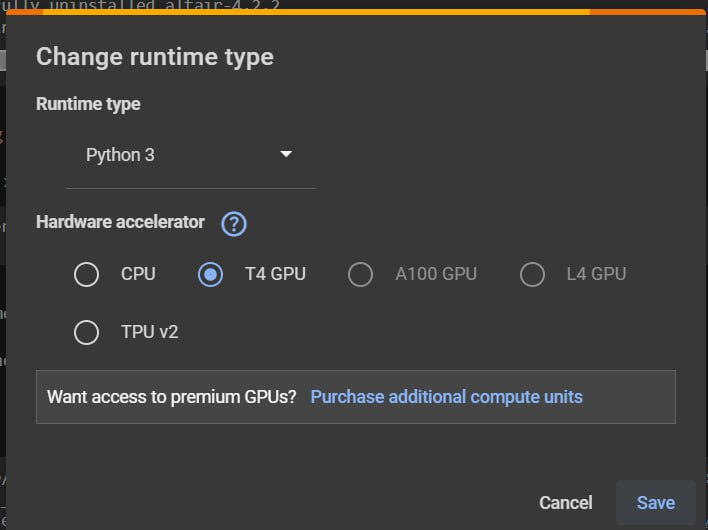 uninstalled altair-4.2.2
Change runtime type
Runtime type
Python 3
Hardware accelerator ?
CPU T4 GPU A100 GPU L4 GPU
TPU v2
Want access to premium GPUs? Purchase additional compute units
Cancel Save